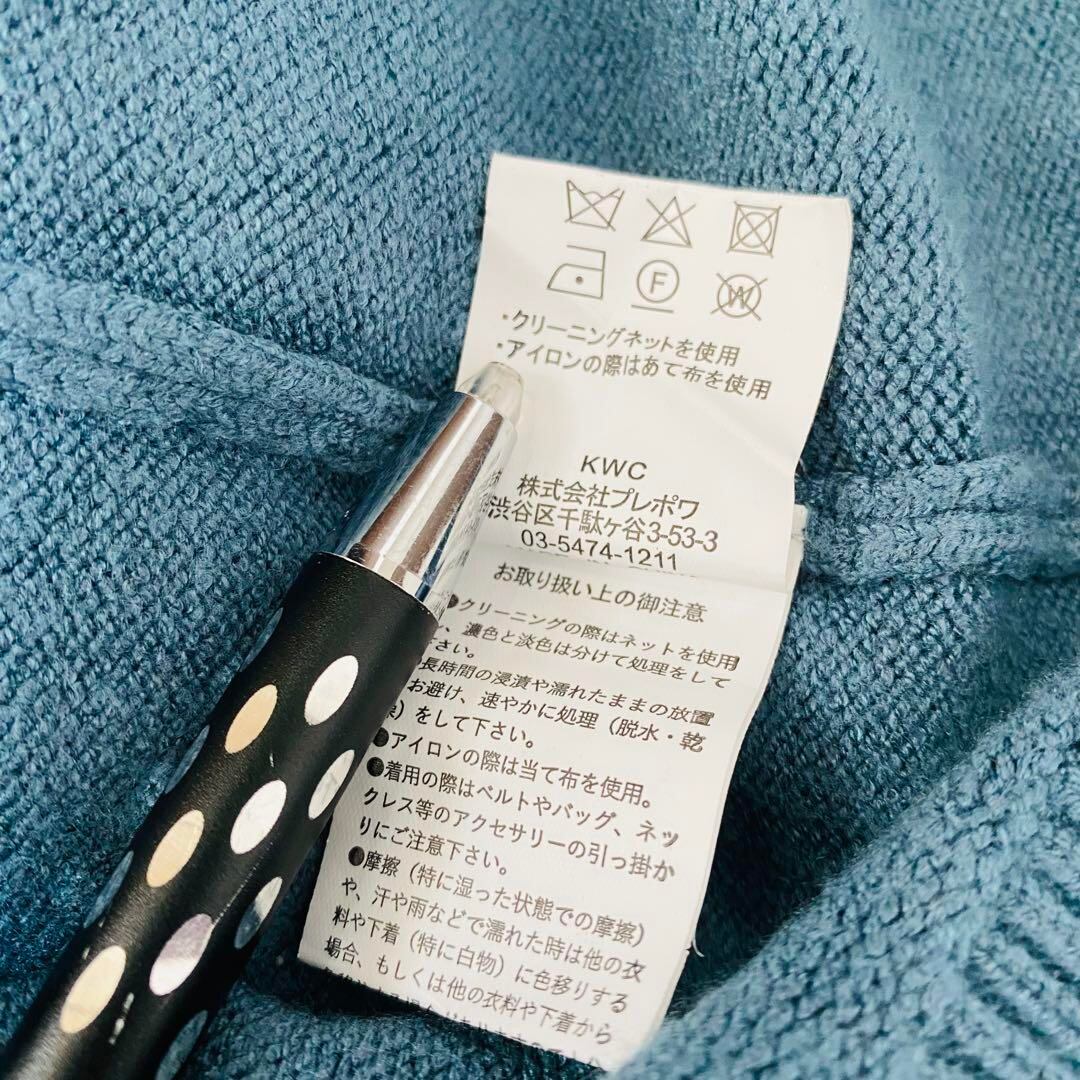 F
W
・クリーニングネットを使用
・アイロンの際はあて布を使用
KWC
株式会社プレポワ
渋谷区千駄ヶ谷3-53-3
03-5474-1211
お取り扱い上の御注意
●クリーニングの際はネットを使用
、濃色と淡色は分けて処理をして
さい。
長時間の浸漬や濡れたままの放置
お避け、速やかに処理（脱水・乾
）をして下さい。
●アイロンの際は当て布を使用。
●着用の際はベルトやバッグ、ネッ
クレス等のアクセサリーの引っ掛か
りにご注意下さい。
●摩擦（特に湿った状態での摩擦）
や、汗や雨などで濡れた時は他の衣
料や下着（特に白物）に色移りする
場合、もしくは他の衣料や下着から